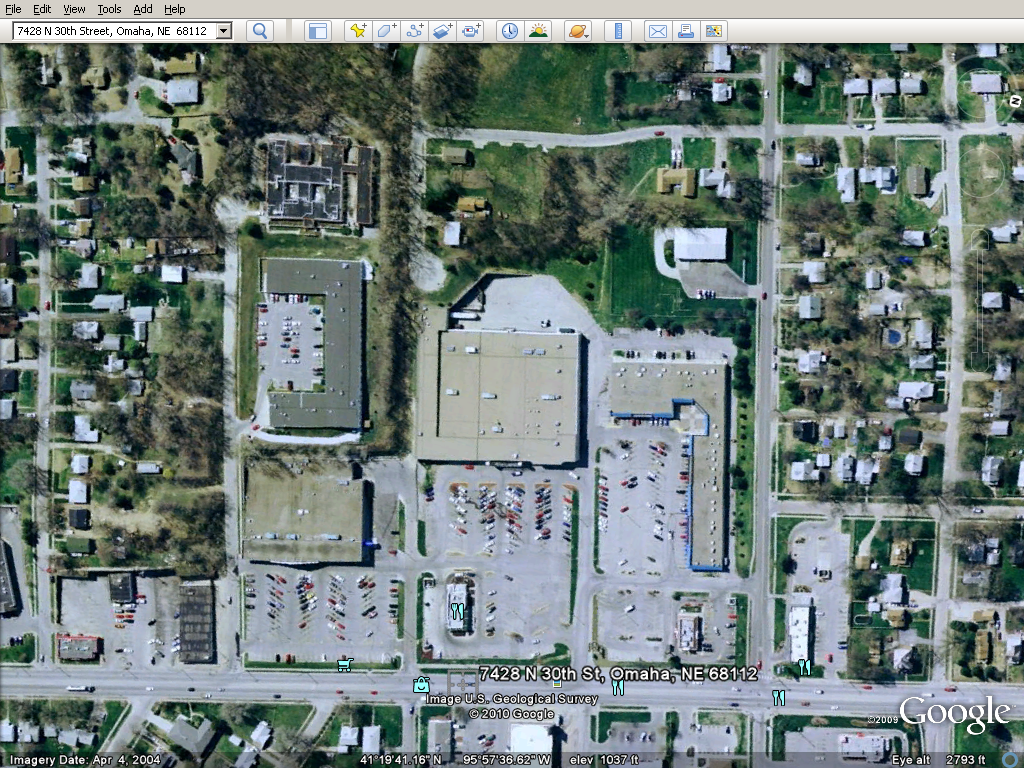 File Edit View Tools Add Help
7428 N 30th Street, Omaha, NE 68112
N
7428 N 30th St, Omaha, NE 68112
Image U.S. Geological Survey
© 2010 Google
©2009 Google
Imagery Date: Apr 4, 2004 41°19'41.16" N 95°57'36.62" W elev 1037 ft Eye alt 2793 ft